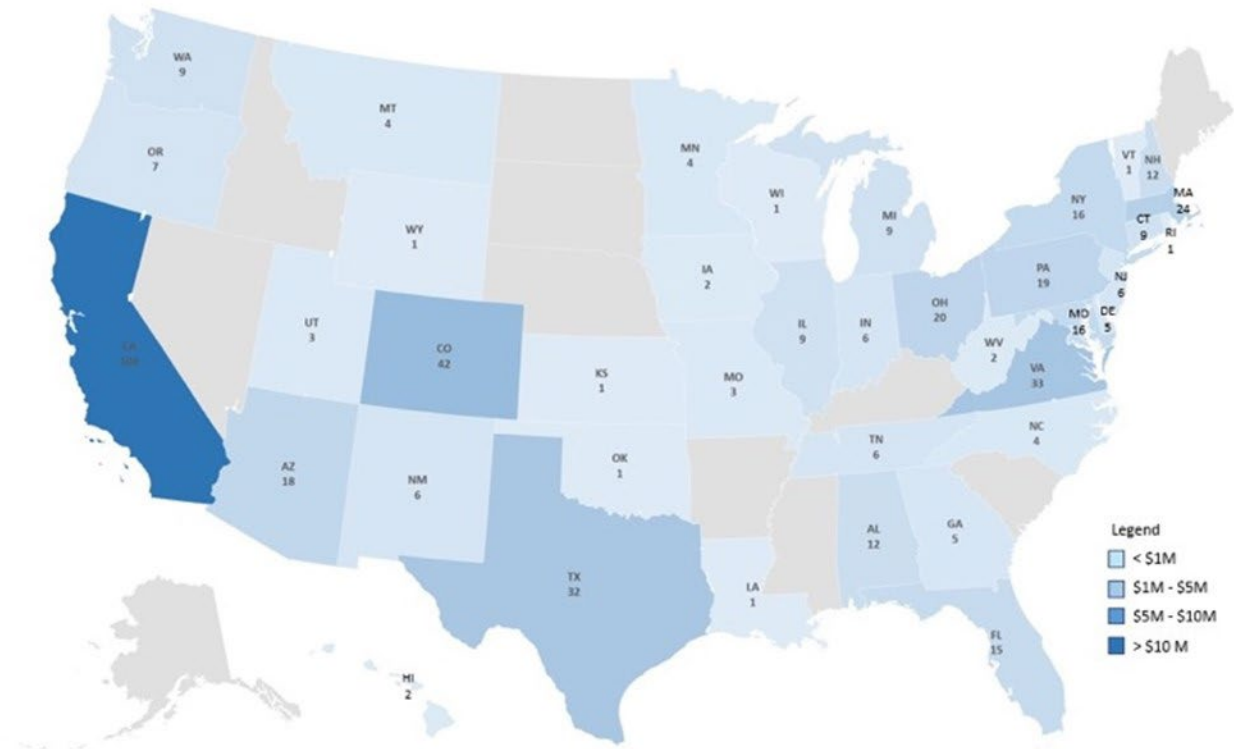 WA
9
MT
4
OR
7
MN
4
WI
1
MI
9
VT
1
NH
12
MA
24
NY
16
CT
9
RI
1
WY
1
IA
2
PA
19
NJ
6
OH
20
MD
16
DE
5
UT
3
CO
42
IL
9
IN
6
WV
2
VA
33
CA
KS
1
MO
3
NC
4
TN
6
AZ
18
NM
6
OK
1
AL
12
GA
5
TX
32
LA
1
FL
15
HI
2
Legend
< $1M
$1M - $5M
$5M - $10M
> $10 M